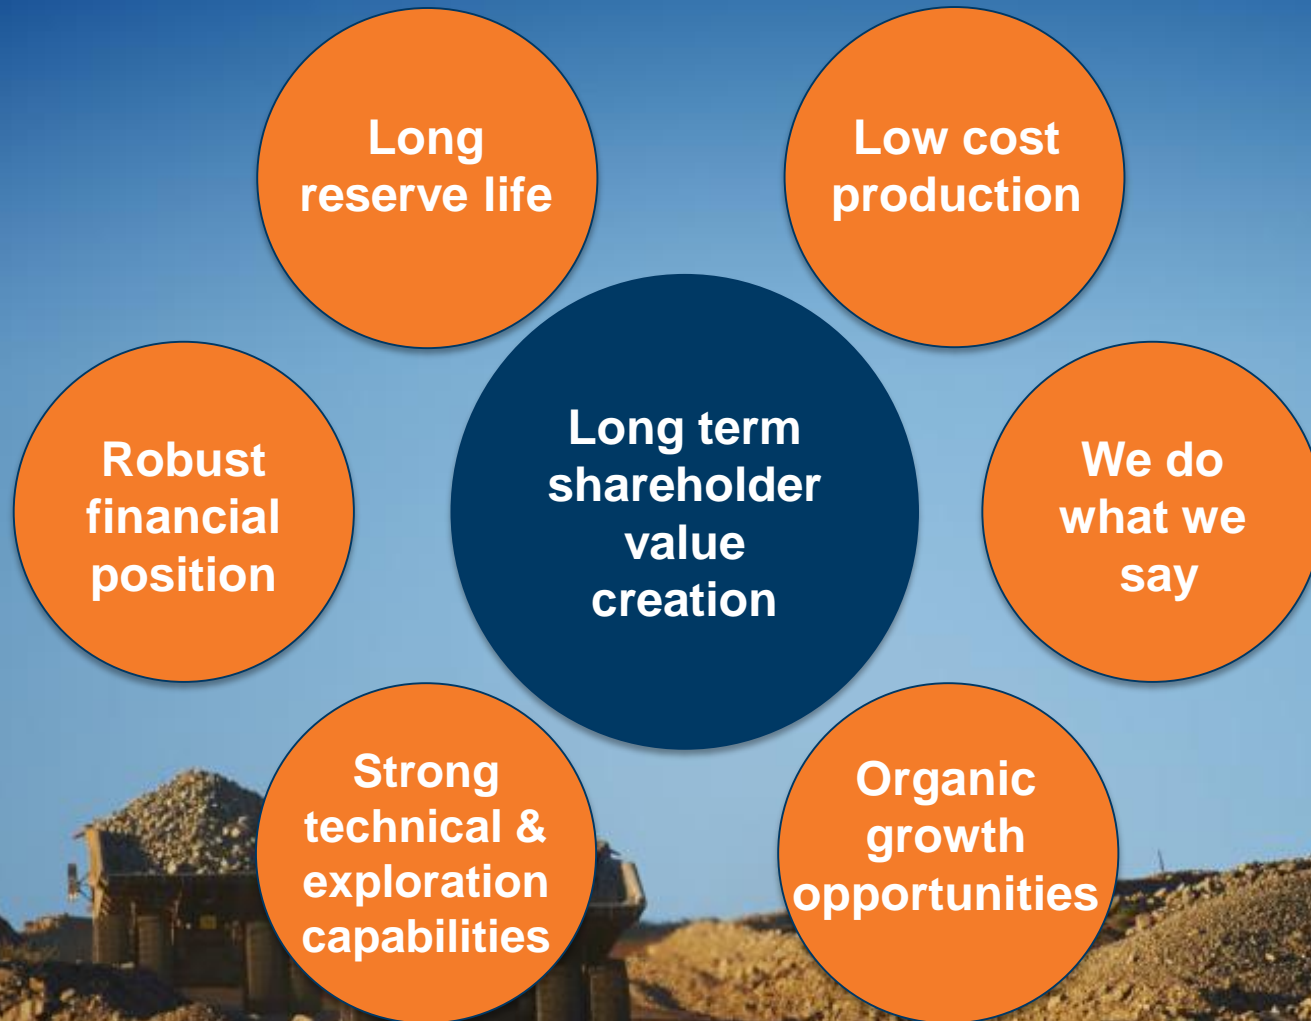 Long
reserve life
Low cost
production
Robust
financial
position
Long term
shareholder
value
creation
We do
what we
say
Strong
technical &
exploration
capabilities
Organic
growth
opportunities